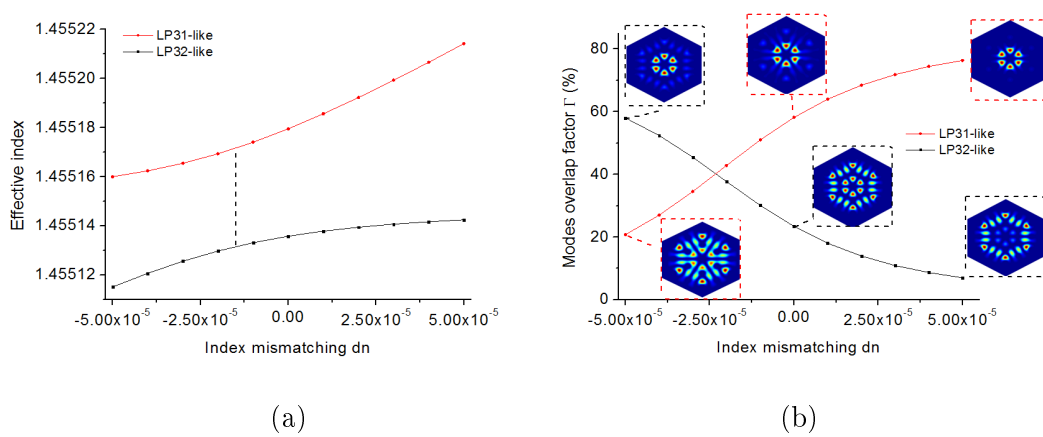 LP31-like
LP32-like
1.45522
1.45520
1.45518
1.45516
1.45514
1.45512
Effective index
-5.00x10⁻⁵ -2.50x10⁻⁵ 0.00 2.50x10⁻⁵ 5.00x10⁻⁵
Index mismatching dn
(a)
80
60
40
20
0
Modes overlap factor Γ (%)
LP31-like
LP32-like
-5.00x10⁻⁵ -2.50x10⁻⁵ 0.00 2.50x10⁻⁵ 5.00x10⁻⁵
Index mismatching dn
(b)